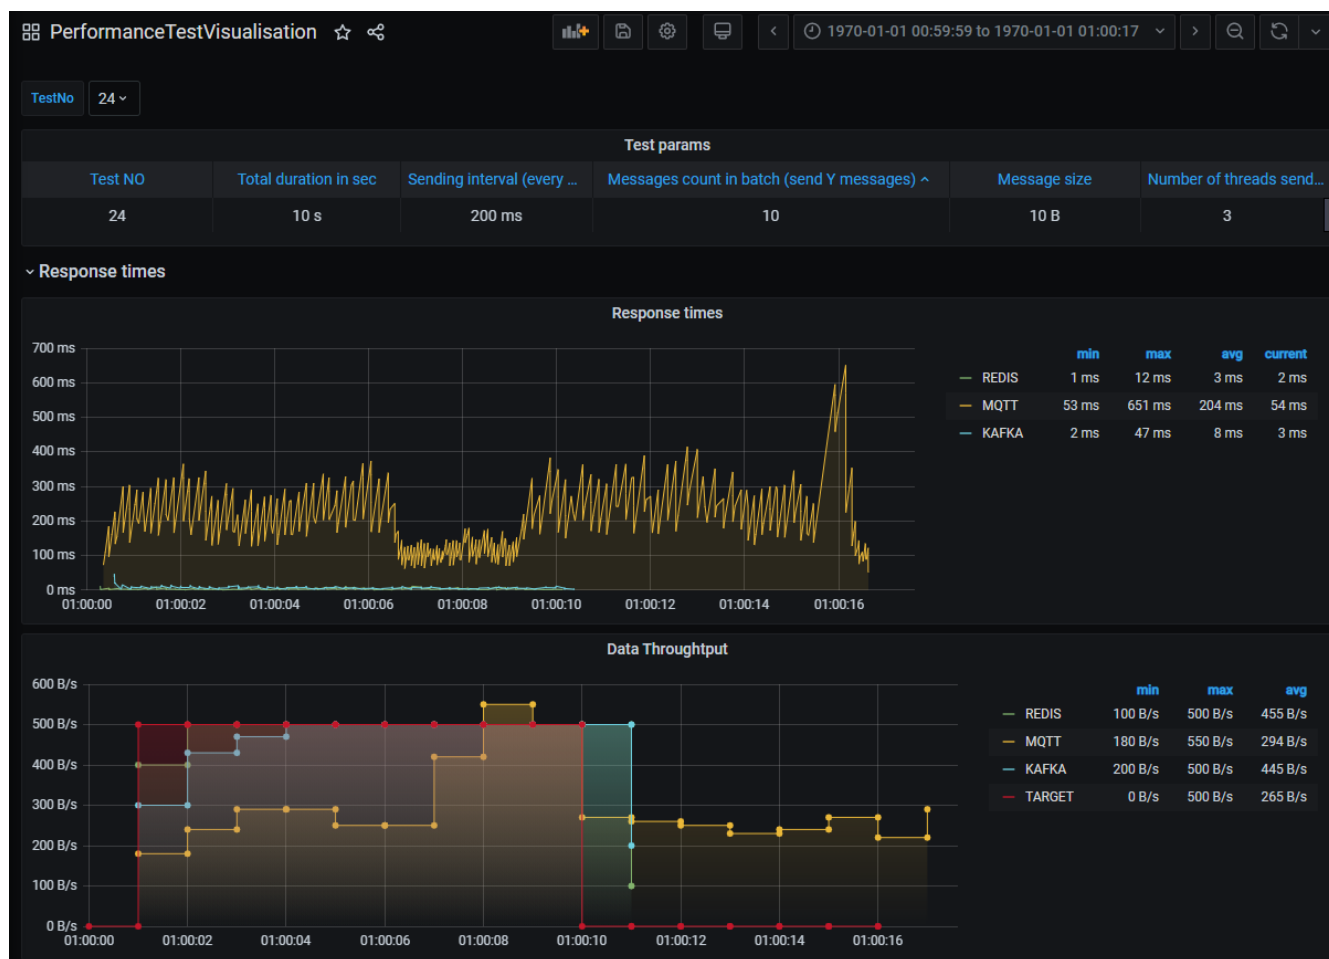 PerformanceTestVisualisation
1970-01-01 00:59:59 to 1970-01-01 01:00:17
TestNo 24
Test params
Test NO Total duration in sec Sending interval (every ... Messages count in batch (send Y messages) Message size Number of threads send...
24 10 s 200 ms 10 10 B 3
Response times
Response times
700 ms
600 ms
500 ms
400 ms
300 ms
200 ms
100 ms
0 ms
01:00:00 01:00:02 01:00:04 01:00:06 01:00:08 01:00:10 01:00:12 01:00:14 01:00:16
min max avg current
REDIS 1 ms 12 ms 3 ms 2 ms
MQTT 53 ms 651 ms 204 ms 54 ms
KAFKA 2 ms 47 ms 8 ms 3 ms
Data Throughtput
600 B/s
500 B/s
400 B/s
300 B/s
200 B/s
100 B/s
0 B/s
01:00:00 01:00:02 01:00:04 01:00:06 01:00:08 01:00:10 01:00:12 01:00:14 01:00:16
min max avg
REDIS 100 B/s 500 B/s 455 B/s
MQTT 180 B/s 550 B/s 294 B/s
KAFKA 200 B/s 500 B/s 445 B/s
TARGET 0 B/s 500 B/s 265 B/s